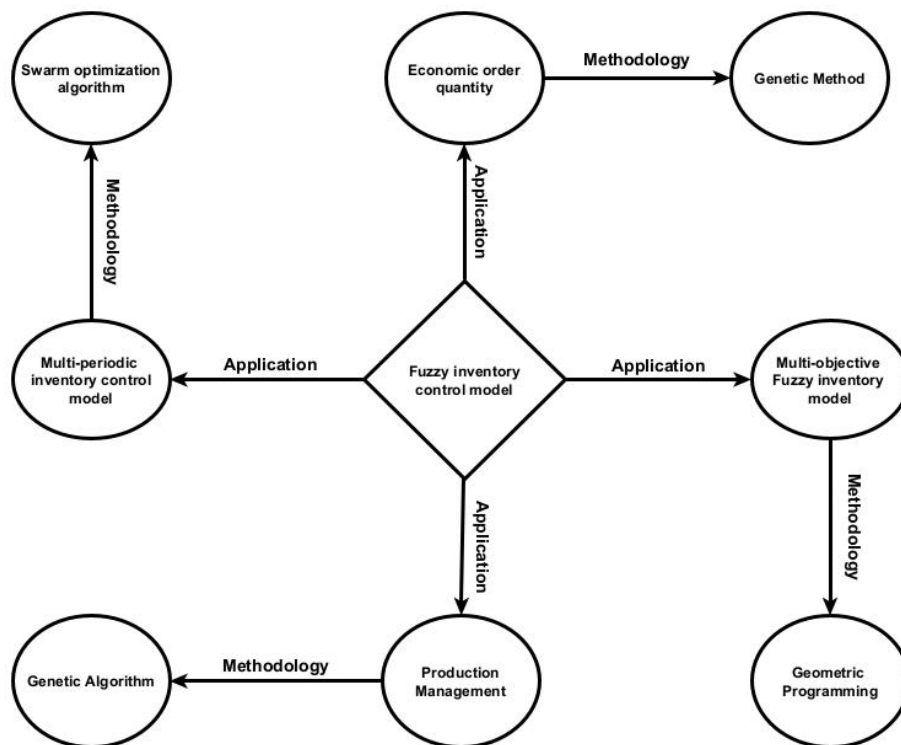 Swarm optimization
algorithm
Economic order
quantity
Methodology
Genetic Method
Methodology
Application
Multi-periodic
inventory control
model
Application
Fuzzy inventory
control model
Application
Multi-objective
Fuzzy inventory
model
Application
Methodology
Genetic Algorithm
Methodology
Production
Management
Geometric
Programming